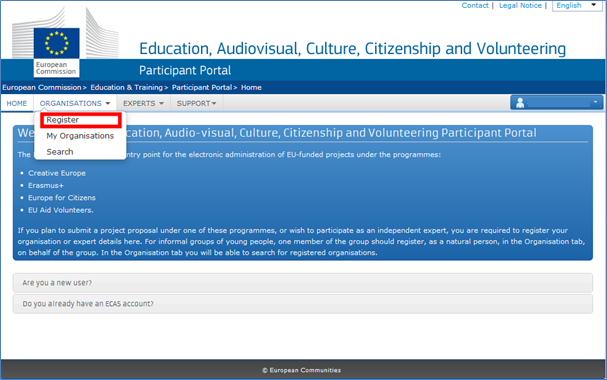 Contact | Legal Notice | English
European
Commission
Education, Audiovisual, Culture, Citizenship and Volunteering
Participant Portal
European Commission > Education & Training > Participant Portal > Home
HOME ORGANISATIONS EXPERTS SUPPORT
Register
My Organisations
Search
We ation, Audio-visual, Culture, Citizenship and Volunteering Participant Portal
The ntry point for the electronic administration of EU-funded projects under the programmes:
• Creative Europe
• Erasmus+
• Europe for Citizens
• EU Aid Volunteers.
If you plan to submit a project proposal under one of these programmes, or wish to participate as an independent expert, you are required to register your
organisation or expert details here. For informal groups of young people, one member of the group should register, as a natural person, in the Organisation tab,
on behalf of the group. In the Organisation tab you will be able to search for registered organisations.
Are you a new user?
Do you already have an ECAS account?
© European Communities